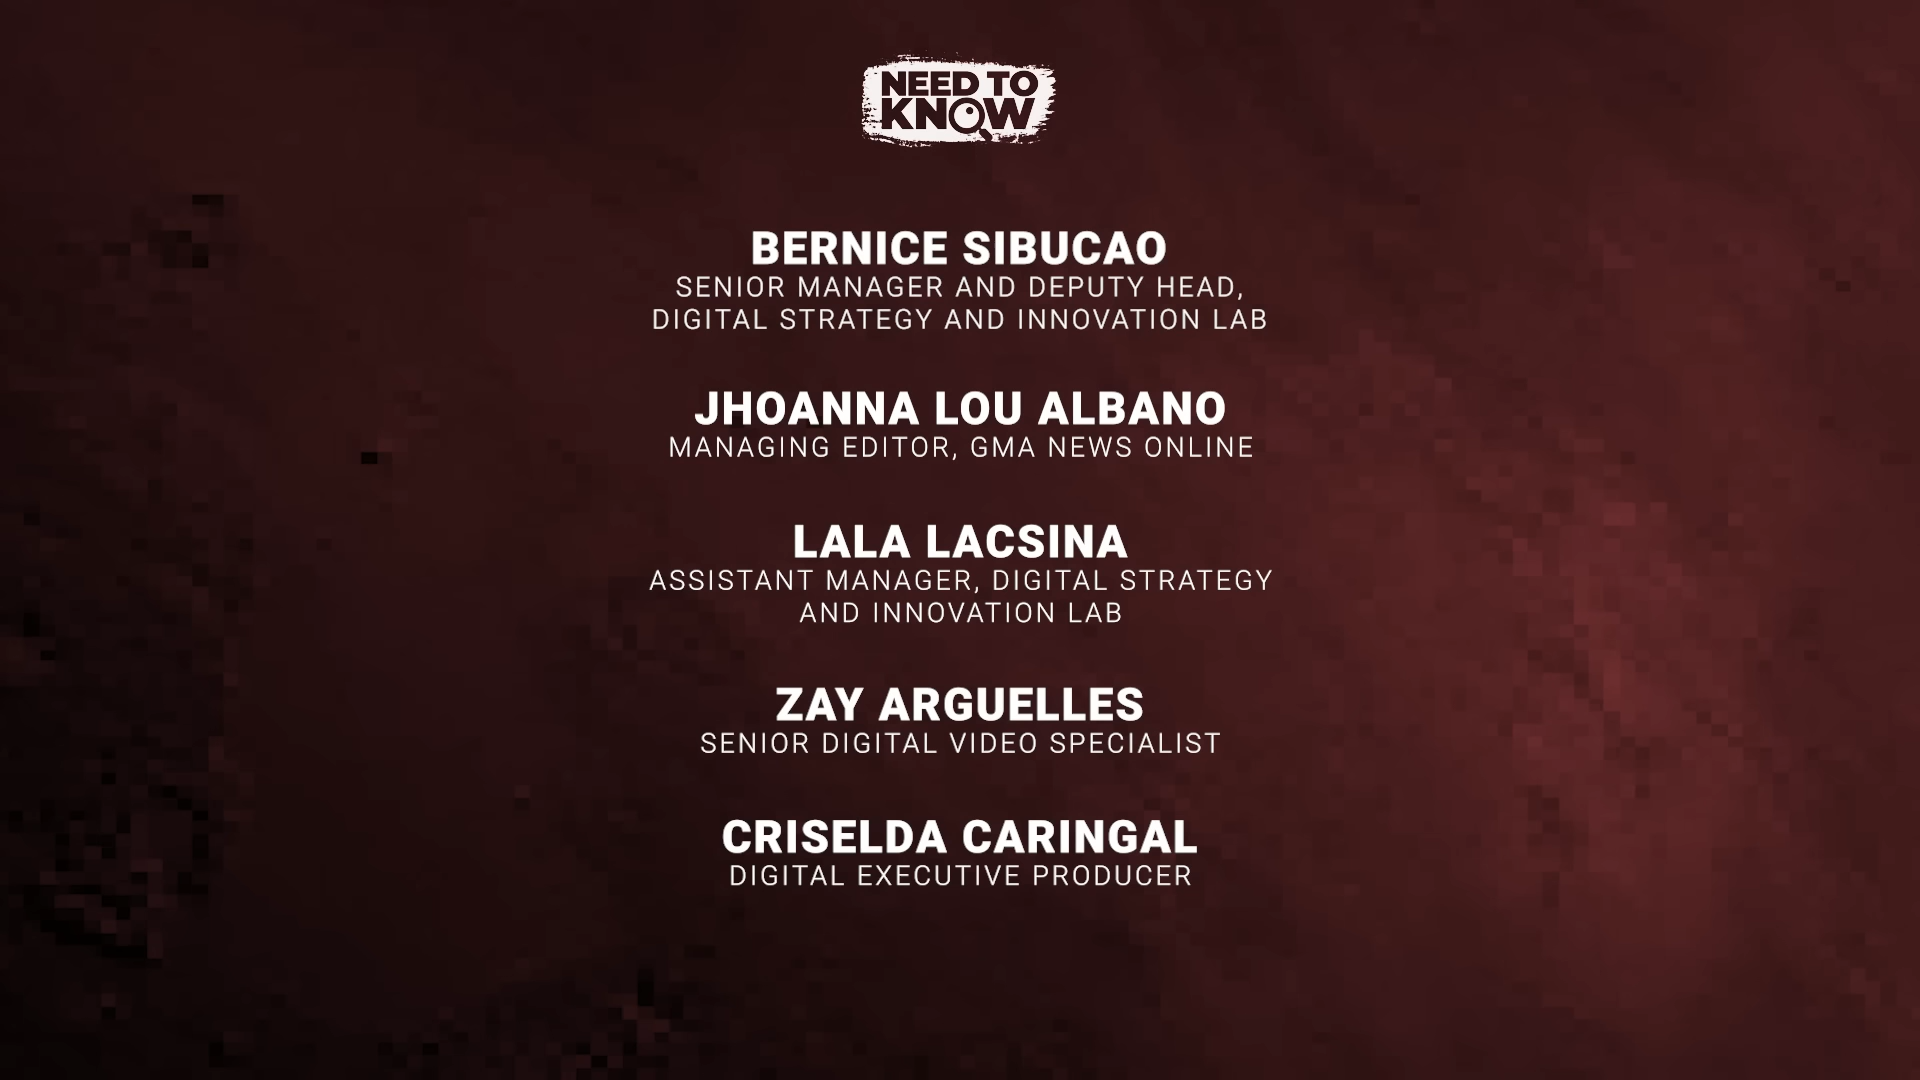 NEED TO
KNOW
BERNICE SIBUCAO
SENIOR MANAGER AND DEPUTY HEAD,
DIGITAL STRATEGY AND INNOVATION LAB
JHOANNA LOU ALBANO
MANAGING EDITOR, GMA NEWS ONLINE
LALA LACSINA
ASSISTANT MANAGER, DIGITAL STRATEGY
AND INNOVATION LAB
ZAY ARGUELLES
SENIOR DIGITAL VIDEO SPECIALIST
CRISELDA CARINGAL
DIGITAL EXECUTIVE PRODUCER